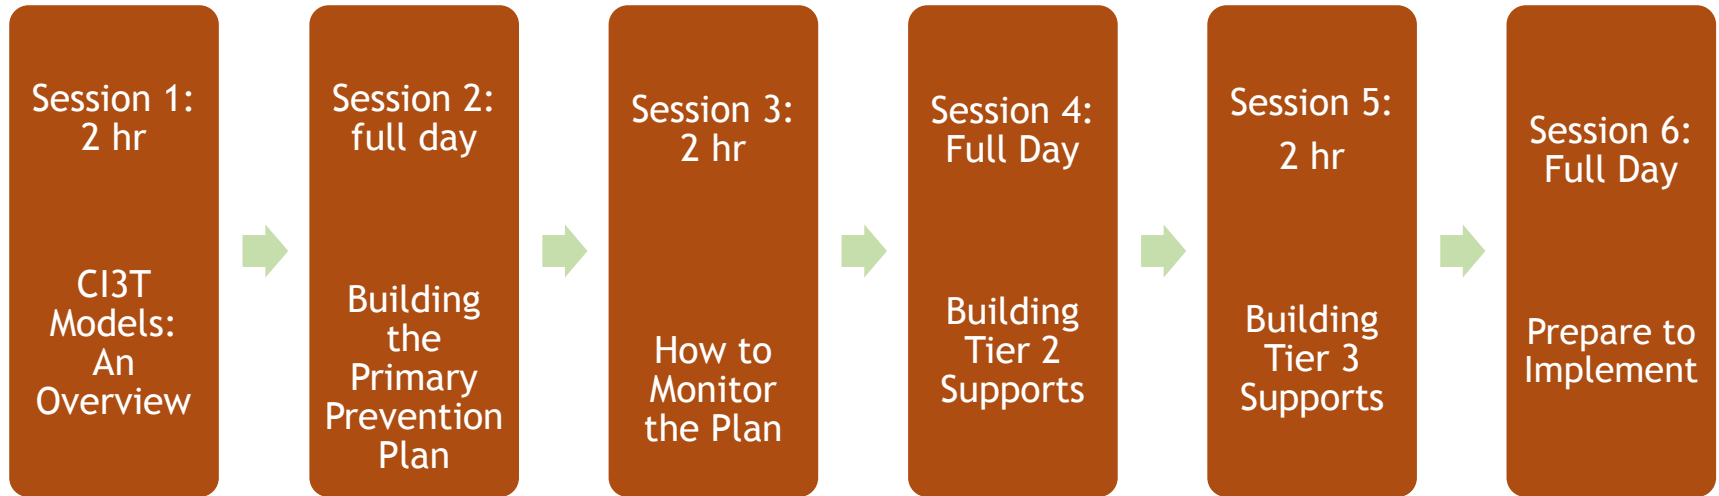 Session 1:
2 hr
CI3T
Models:
An
Overview
Session 2:
full day
Building
the
Primary
Prevention
Plan
Session 3:
2 hr
How to
Monitor
the Plan
Session 4:
Full Day
Building
Tier 2
Supports
Session 5:
2 hr
Building
Tier 3
Supports
Session 6:
Full Day
Prepare to
Implement